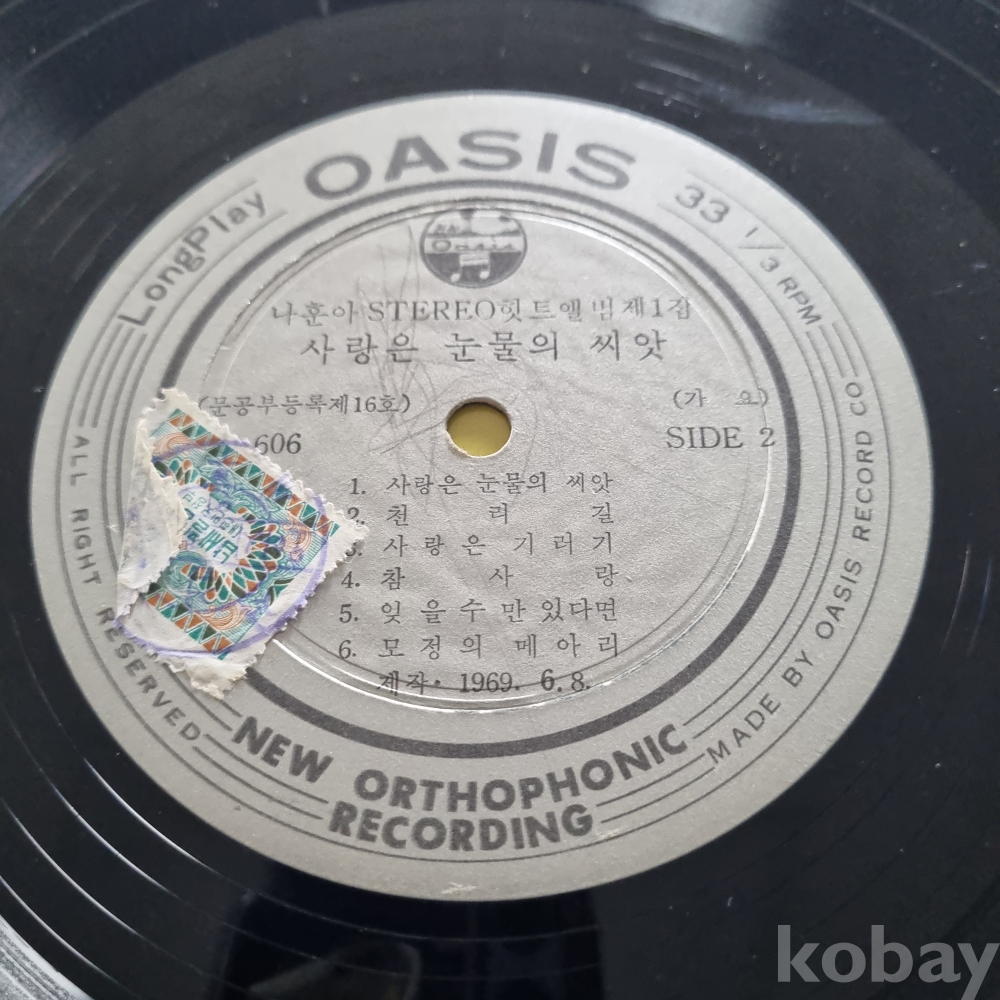 OASIS
LongPlay
33 1/3 RPM
Oasis
나훈아 STEREO힛트앨범제1집
사랑은 눈물의 씨앗
(문공부등록제16호)
(가 요)
606
SIDE 2
1. 사랑은 눈물의 씨앗
2. 천 리 길
3. 사랑은 기러기
4. 참 사 랑
5. 잊을수만있다면
6. 모정의 메아리
제작· 1969. 6. 8.
ALL RIGHT RESERVED
NEW ORTHOPHONIC
RECORDING
MADE BY OASIS RECORD CO
kobay